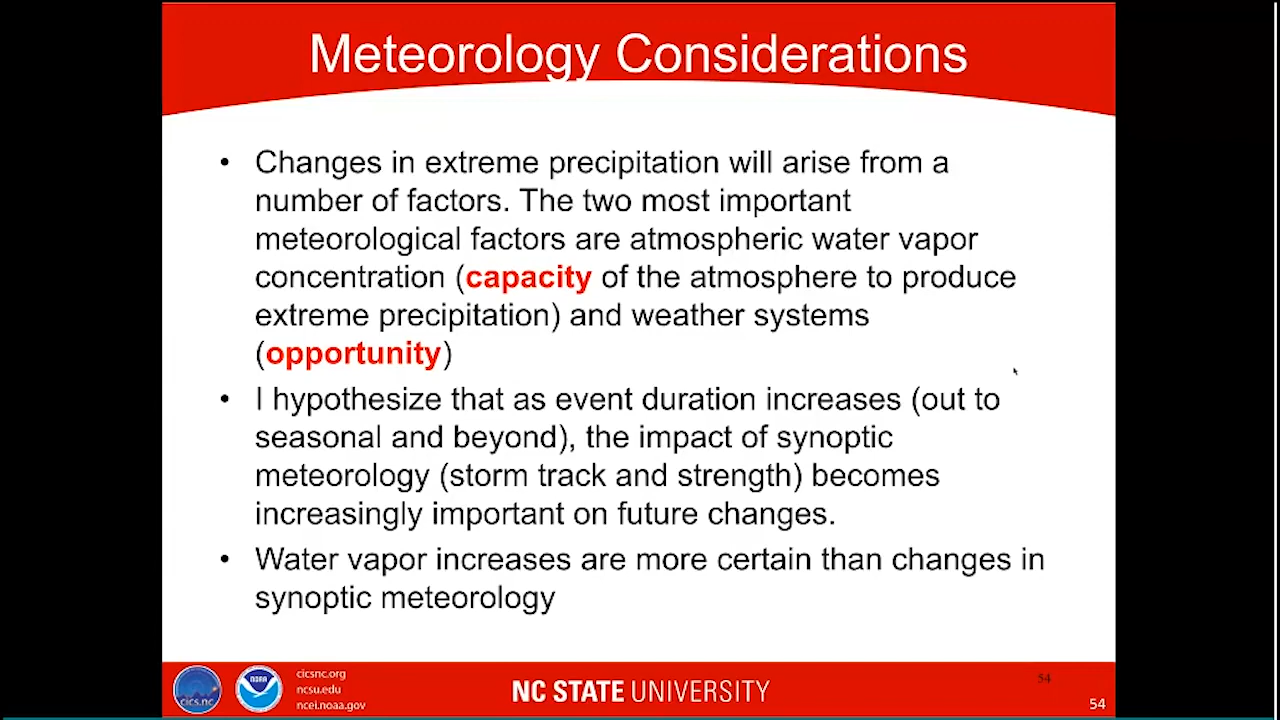 Meteorology Considerations
• Changes in extreme precipitation will arise from a
number of factors. The two most important
meteorological factors are atmospheric water vapor
concentration (capacity of the atmosphere to produce
extreme precipitation) and weather systems
(opportunity)
• I hypothesize that as event duration increases (out to
seasonal and beyond), the impact of synoptic
meteorology (storm track and strength) becomes
increasingly important on future changes.
• Water vapor increases are more certain than changes in
synoptic meteorology
cics.nc
NOAA
cicsnc.org
ncsu.edu
ncei.noaa.gov
NC STATE UNIVERSITY
54
54